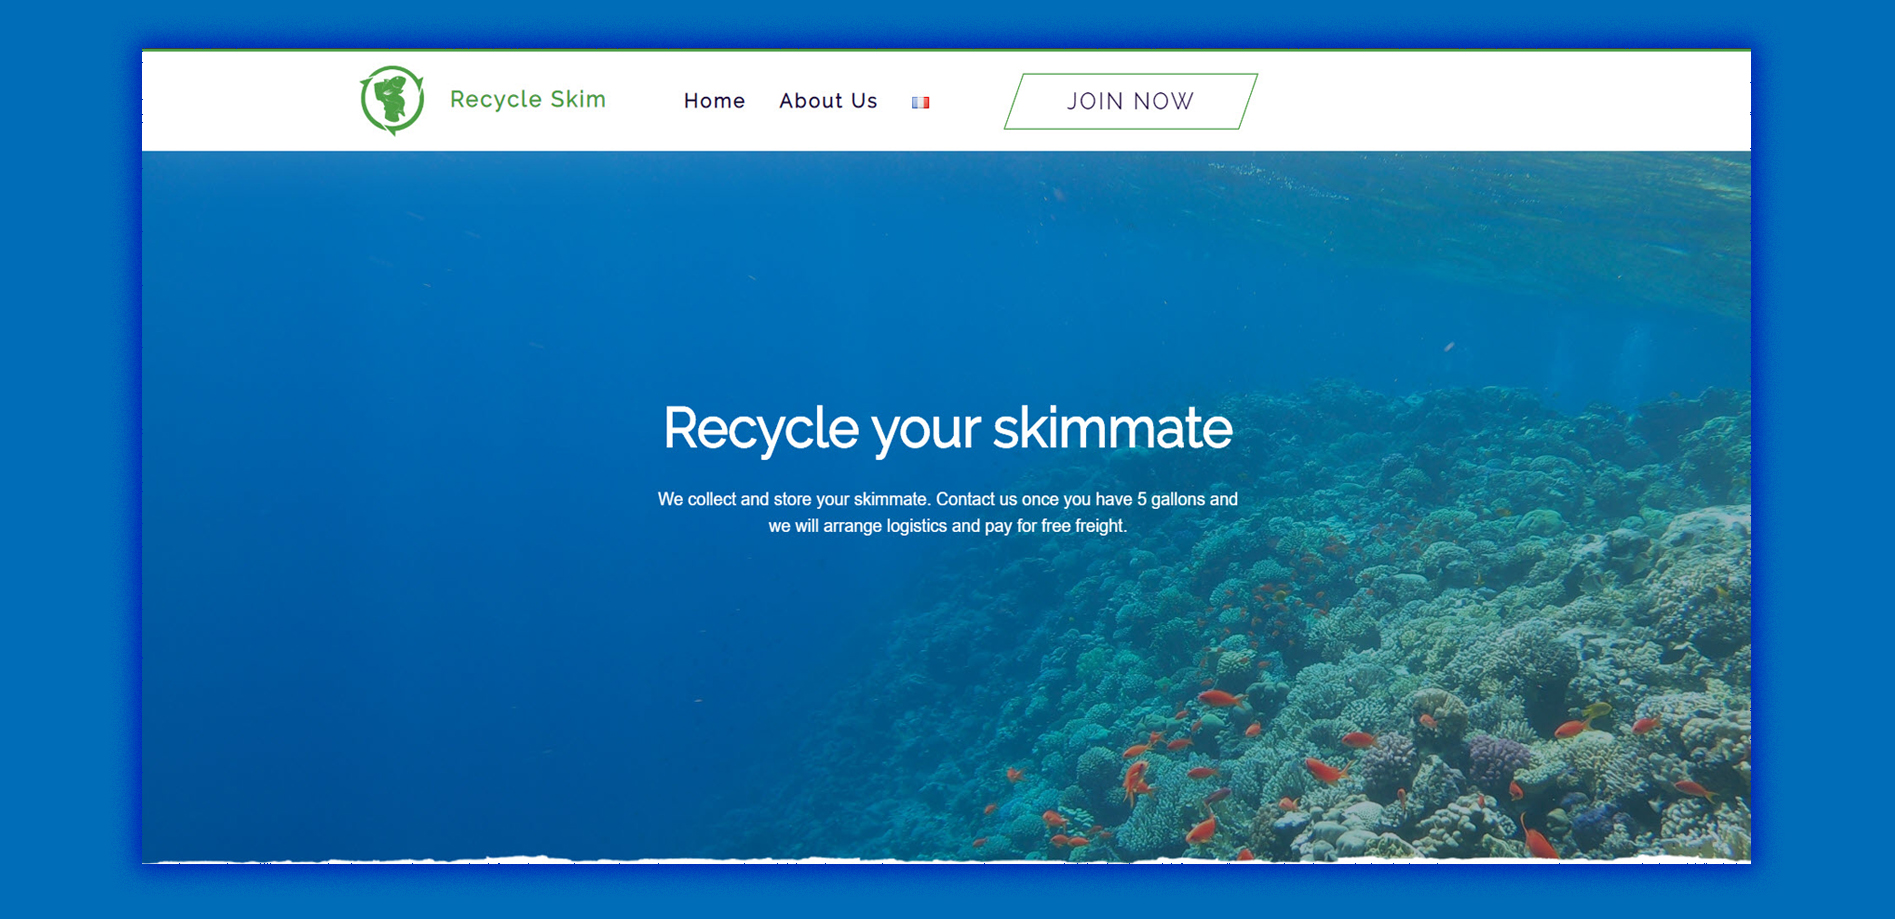 Recycle Skim
Home
About Us
JOIN NOW
Recycle your skimmate
We collect and store your skimmate. Contact us once you have 5 gallons and
we will arrange logistics and pay for free freight.